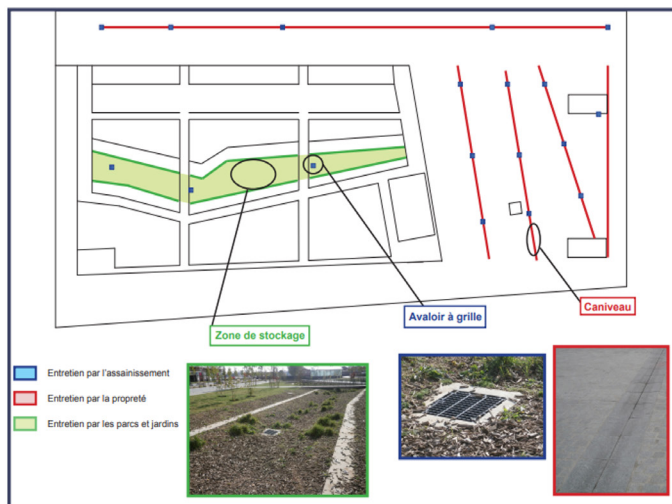 Caniveau
Avaloir à grille
Zone de stockage
Entretien par l'assainissement
Entretien par la propreté
Entretien par les parcs et jardins